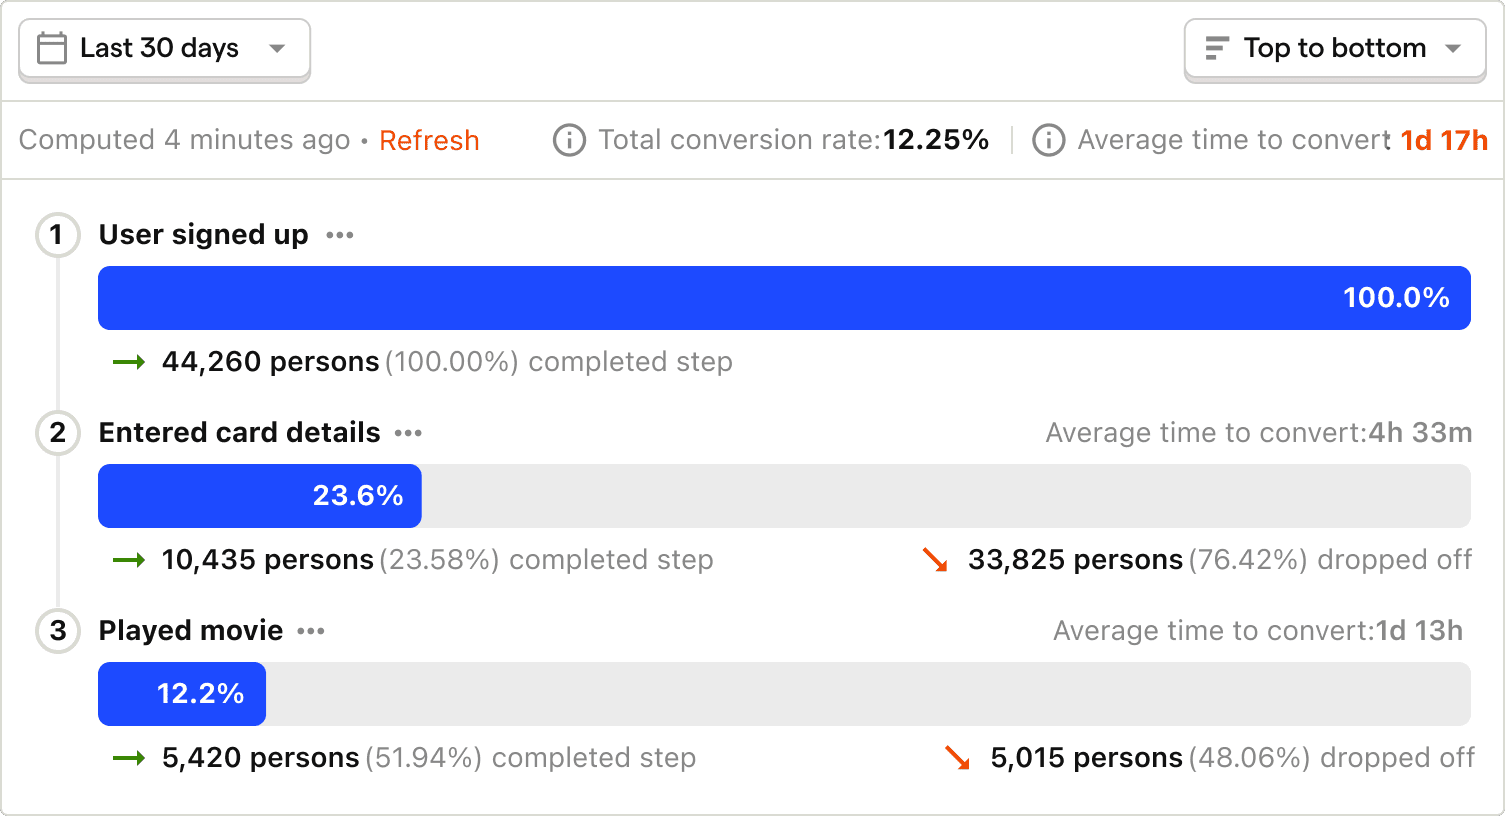 Last 30 days
Top to bottom
Computed 4 minutes ago • Refresh
Total conversion rate:12.25%
Average time to convert 1d 17h
1 User signed up •••
100.0%
→ 44,260 persons (100.00%) completed step
2 Entered card details •••
Average time to convert:4h 33m
23.6%
→ 10,435 persons (23.58%) completed step
33,825 persons (76.42%) dropped off
3 Played movie •••
Average time to convert:1d 13h
12.2%
→ 5,420 persons (51.94%) completed step
5,015 persons (48.06%) dropped off